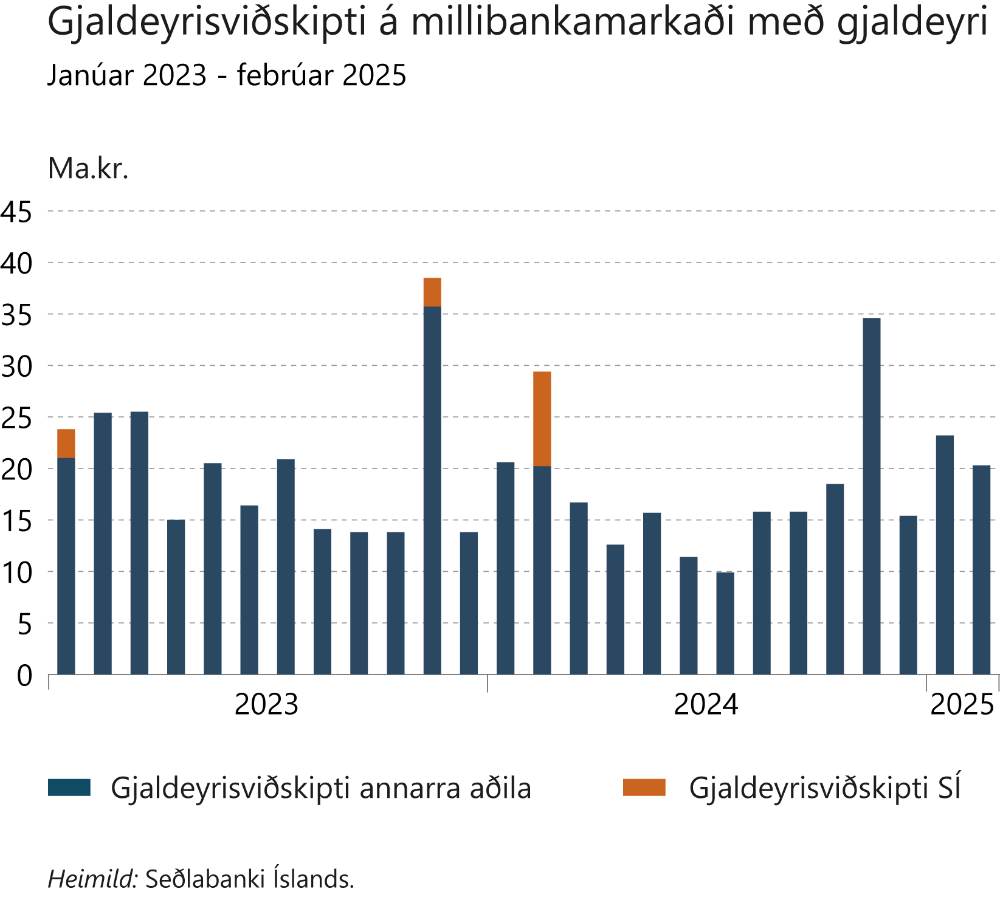 Gjaldeyrisviðskipti á millibankamarkaði með gjaldeyri
Janúar 2023 - febrúar 2025
Ma.kr.
45
40
35
30
25
20
15
10
5
0
2023 2024 2025
Gjaldeyrisviðskipti annarra aðila Gjaldeyrisviðskipti SÍ
Heimild: Seðlabanki Íslands.